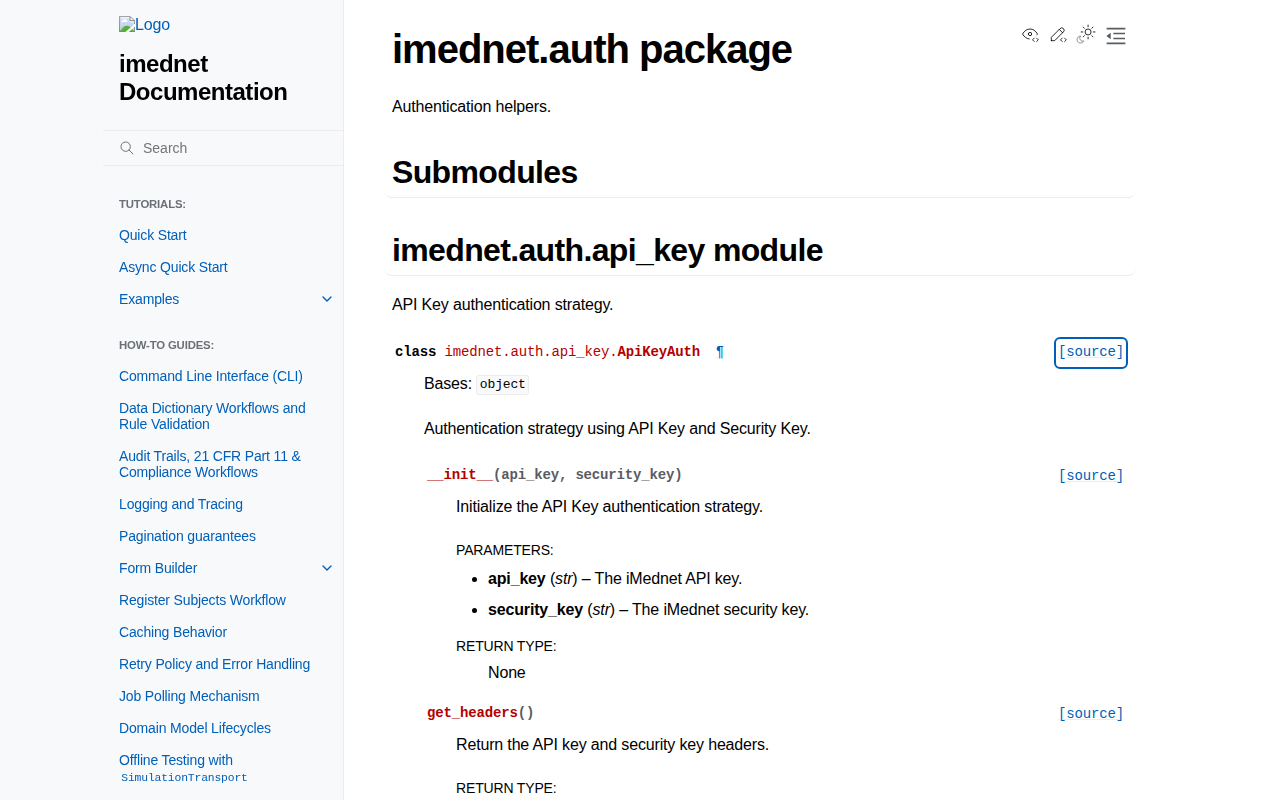 Logo
imednet
Documentation
Search
TUTORIALS:
Quick Start
Async Quick Start
Examples
HOW-TO GUIDES:
Command Line Interface (CLI)
Data Dictionary Workflows and
Rule Validation
Audit Trails, 21 CFR Part 11 &
Compliance Workflows
Logging and Tracing
Pagination guarantees
Form Builder
Register Subjects Workflow
Caching Behavior
Retry Policy and Error Handling
Job Polling Mechanism
Domain Model Lifecycles
Offline Testing with
SimulationTransport
imednet.auth package
Authentication helpers.
Submodules
imednet.auth.api_key module
API Key authentication strategy.
class imednet.auth.api_key.ApiKeyAuth ¶ [source]
Bases: object
Authentication strategy using API Key and Security Key.
__init__(api_key, security_key) [source]
Initialize the API Key authentication strategy.
PARAMETERS:
• api_key (str) – The iMednet API key.
• security_key (str) – The iMednet security key.
RETURN TYPE:
None
get_headers() [source]
Return the API key and security key headers.
RETURN TYPE: